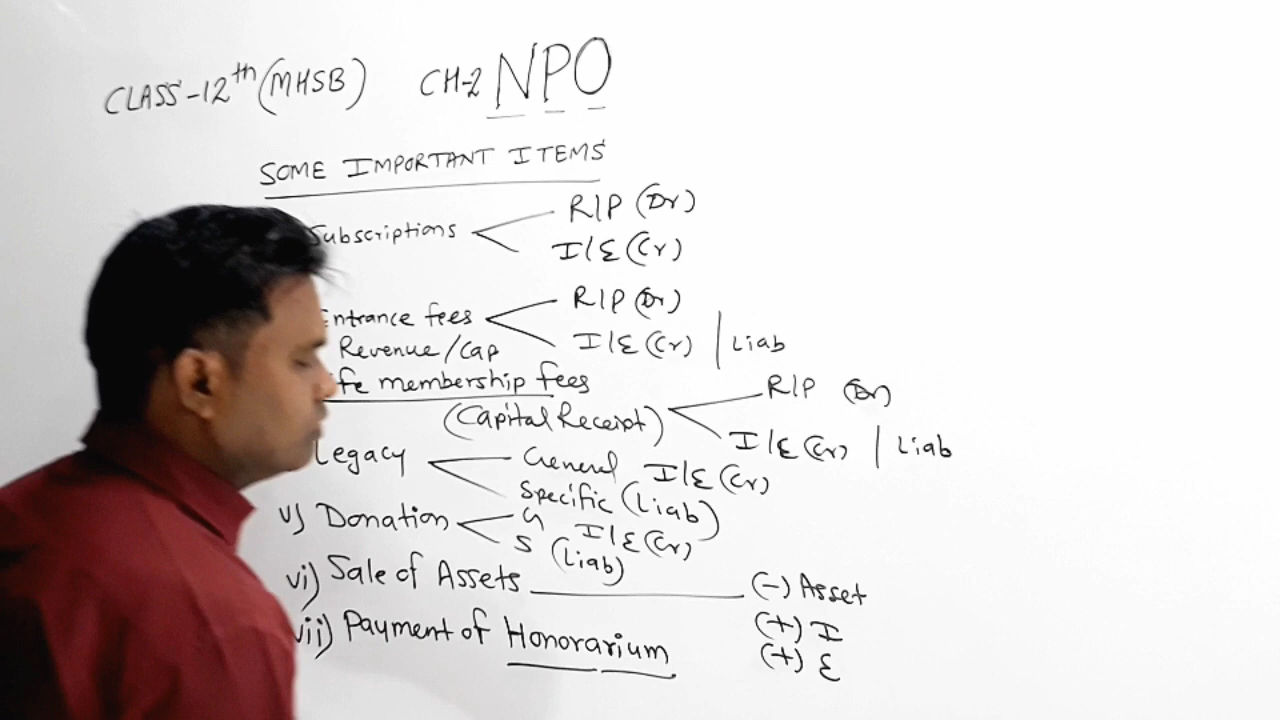 CLASS-12th (MHSB) CH-2 NPO
SOME IMPORTANT ITEMS
Subscriptions R/P (Dr)
I/E (Cr)
Entrance fees R/P (Dr)
Revenue/Cap I/E (Cr) | Liab
ife membership fees R/P (Dr)
(Capital Receipt) I/E (Cr) | Liab
Legacy General I/E (Cr)
Specific (Liab)
v) Donation G I/E (Cr)
S (Liab)
vi) Sale of Assets (-) Asset
(+) I
vii) Payment of Honorarium (+) E